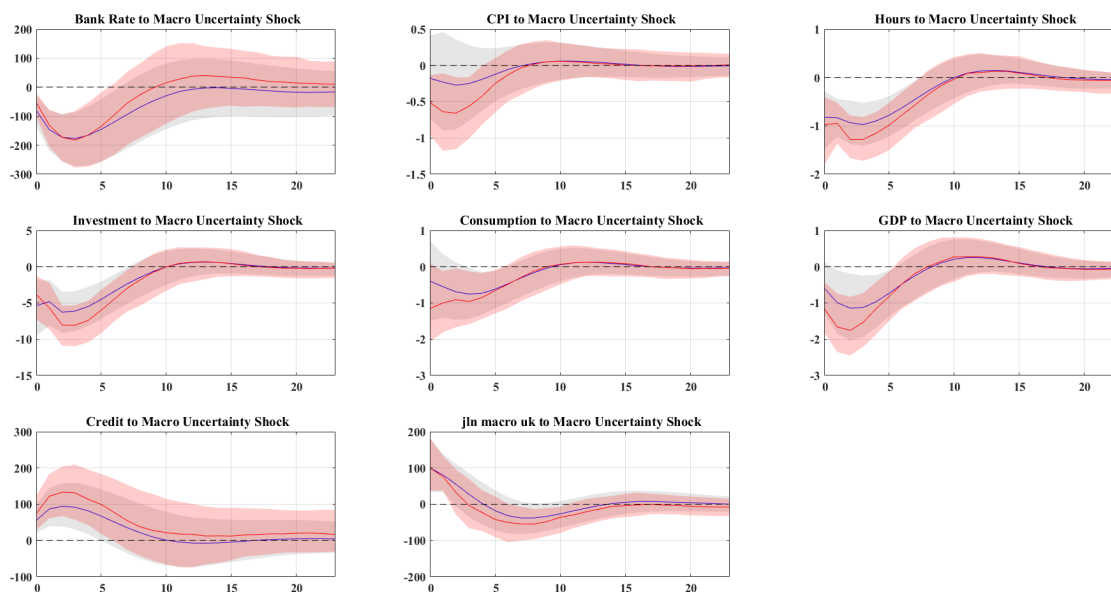 Bank Rate to Macro Uncertainty Shock
200
100
0
-100
-200
-300
0 5 10 15 20
CPI to Macro Uncertainty Shock
0.5
0
-0.5
-1.0
-1.5
0 5 10 15 20
Hours to Macro Uncertainty Shock
1
0
-1
-2
0 5 10 15 20
Investment to Macro Uncertainty Shock
5
0
-5
-10
-15
0 5 10 15 20
Consumption to Macro Uncertainty Shock
1
0
-1
-2
-3
0 5 10 15 20
GDP to Macro Uncertainty Shock
1
0
-1
-2
-3
0 5 10 15 20
Credit to Macro Uncertainty Shock
300
200
100
0
-100
0 5 10 15 20
jln macro uk to Macro Uncertainty Shock
200
100
0
-100
-200
0 5 10 15 20